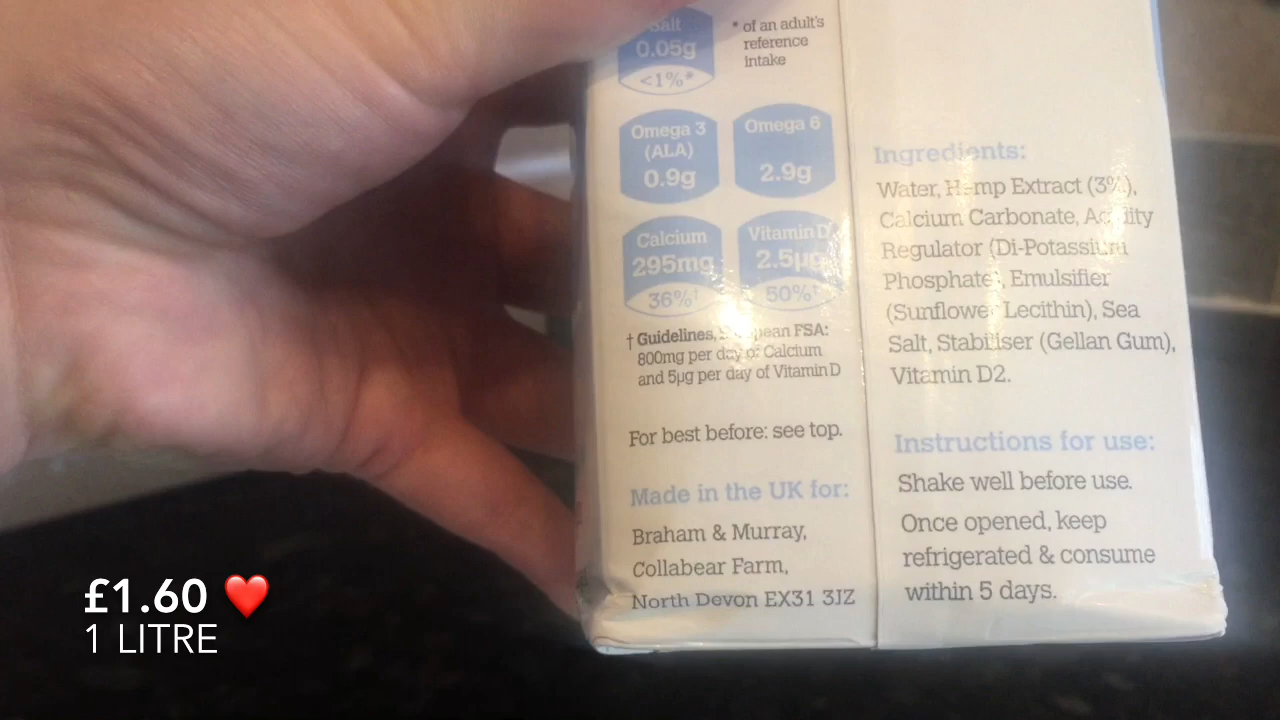 Salt
0.05g
<1%*
* of an adult's
reference
intake
Omega 3
(ALA)
0.9g
Omega 6
2.9g
Calcium
295mg
36%†
Vitamin D
2.5µg
50%†
† Guidelines, European FSA:
800mg per day of Calcium
and 5µg per day of Vitamin D
For best before: see top.
Made in the UK for:
Braham & Murray,
Collabear Farm,
North Devon EX31 3JZ
Ingredients:
Water, Hemp Extract (3%),
Calcium Carbonate, Acidity
Regulator (Di-Potassium
Phosphate), Emulsifier
(Sunflower Lecithin), Sea
Salt, Stabiliser (Gellan Gum),
Vitamin D2.
Instructions for use:
Shake well before use.
Once opened, keep
refrigerated & consume
within 5 days.
£1.60 ❤️
1 LITRE